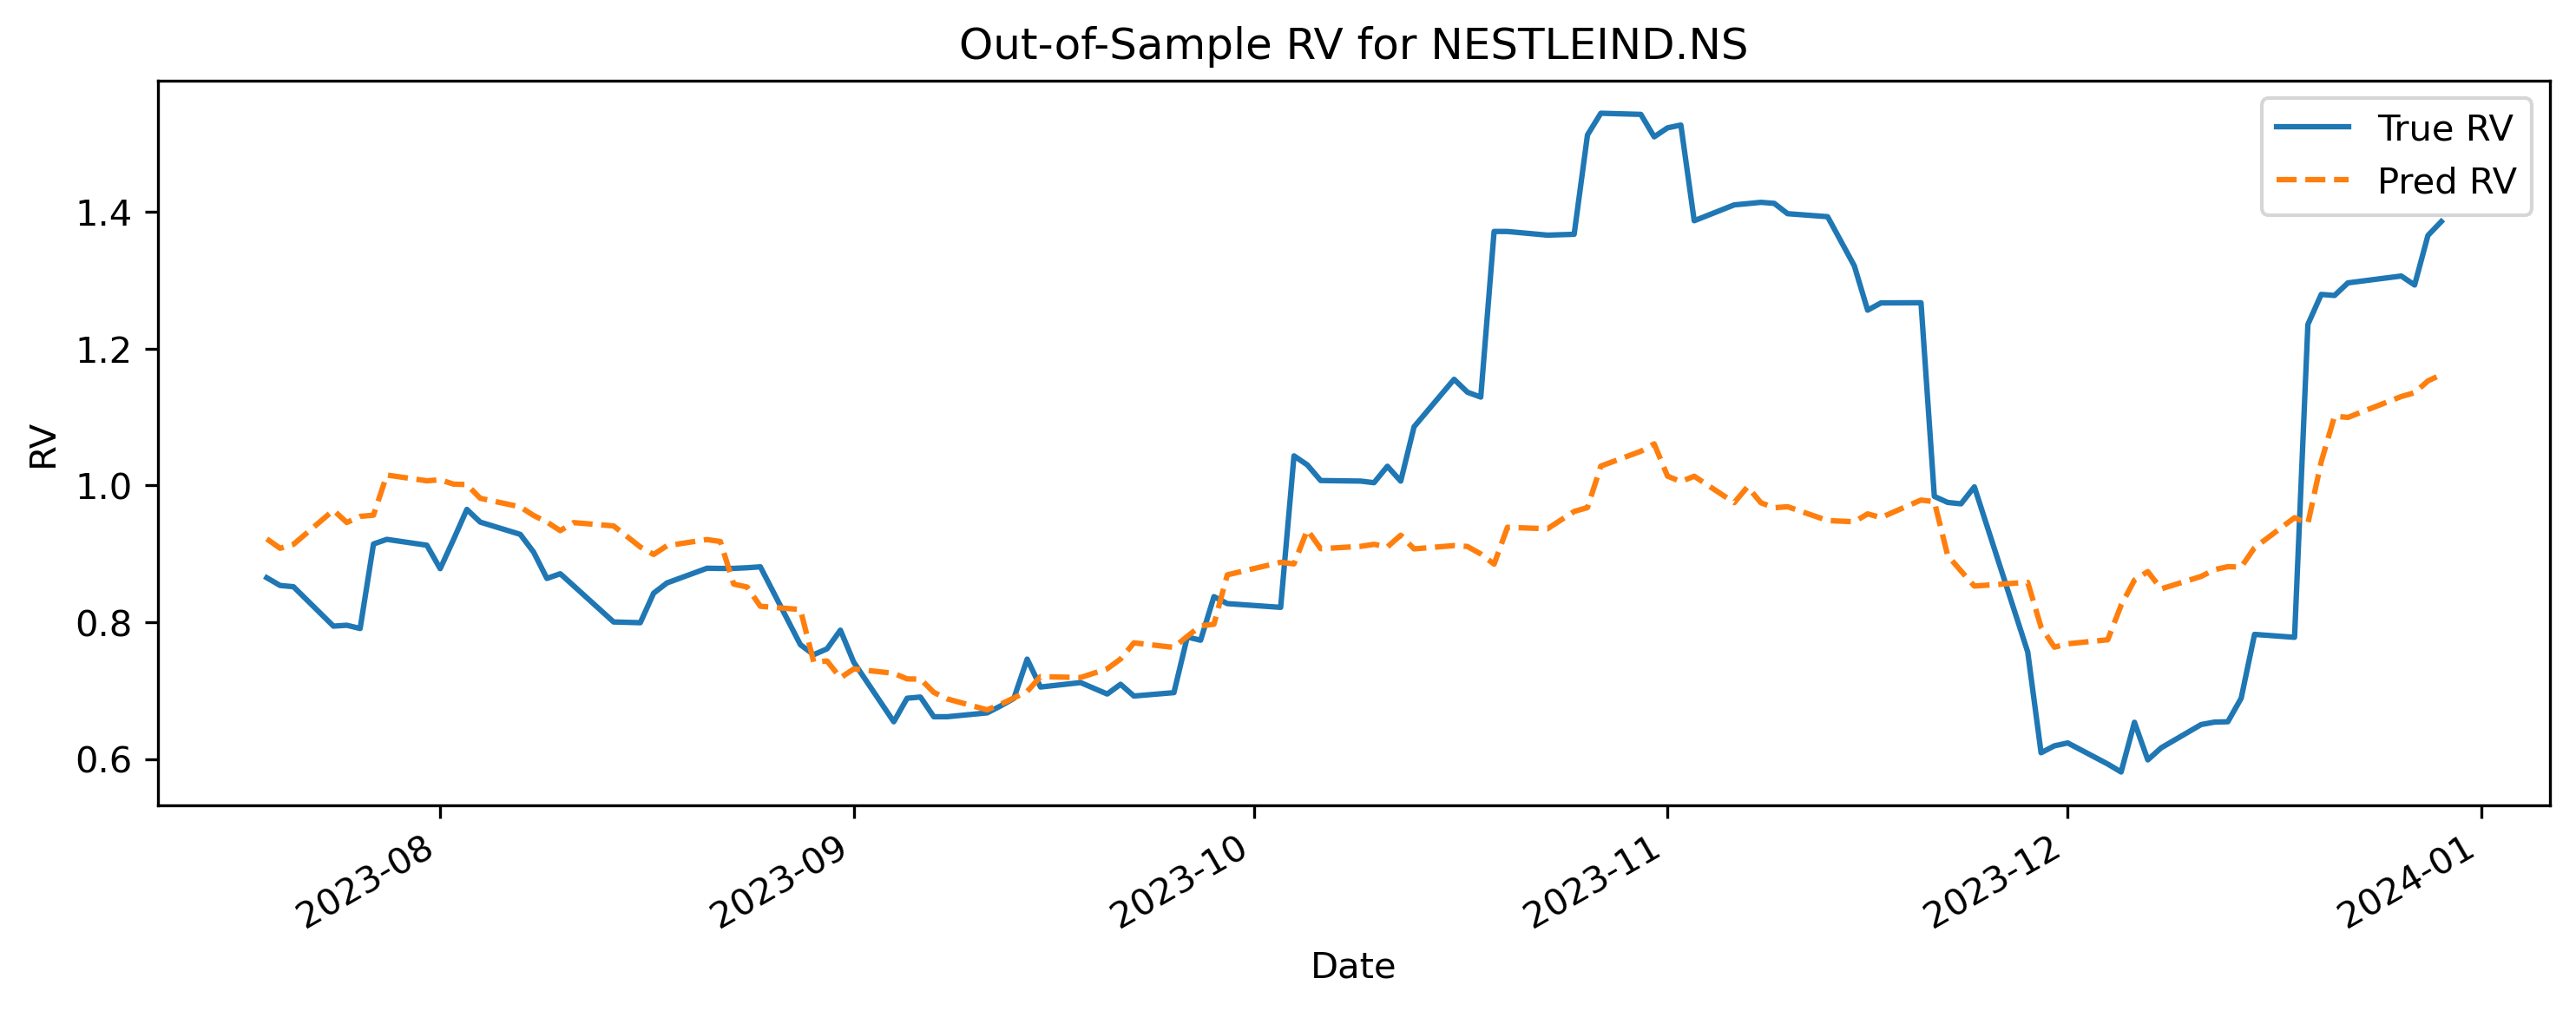 Out-of-Sample RV for NESTLEIND.NS
True RV
Pred RV
RV
1.4
1.2
1.0
0.8
0.6
2023-08
2023-09
2023-10
2023-11
2023-12
2024-01
Date